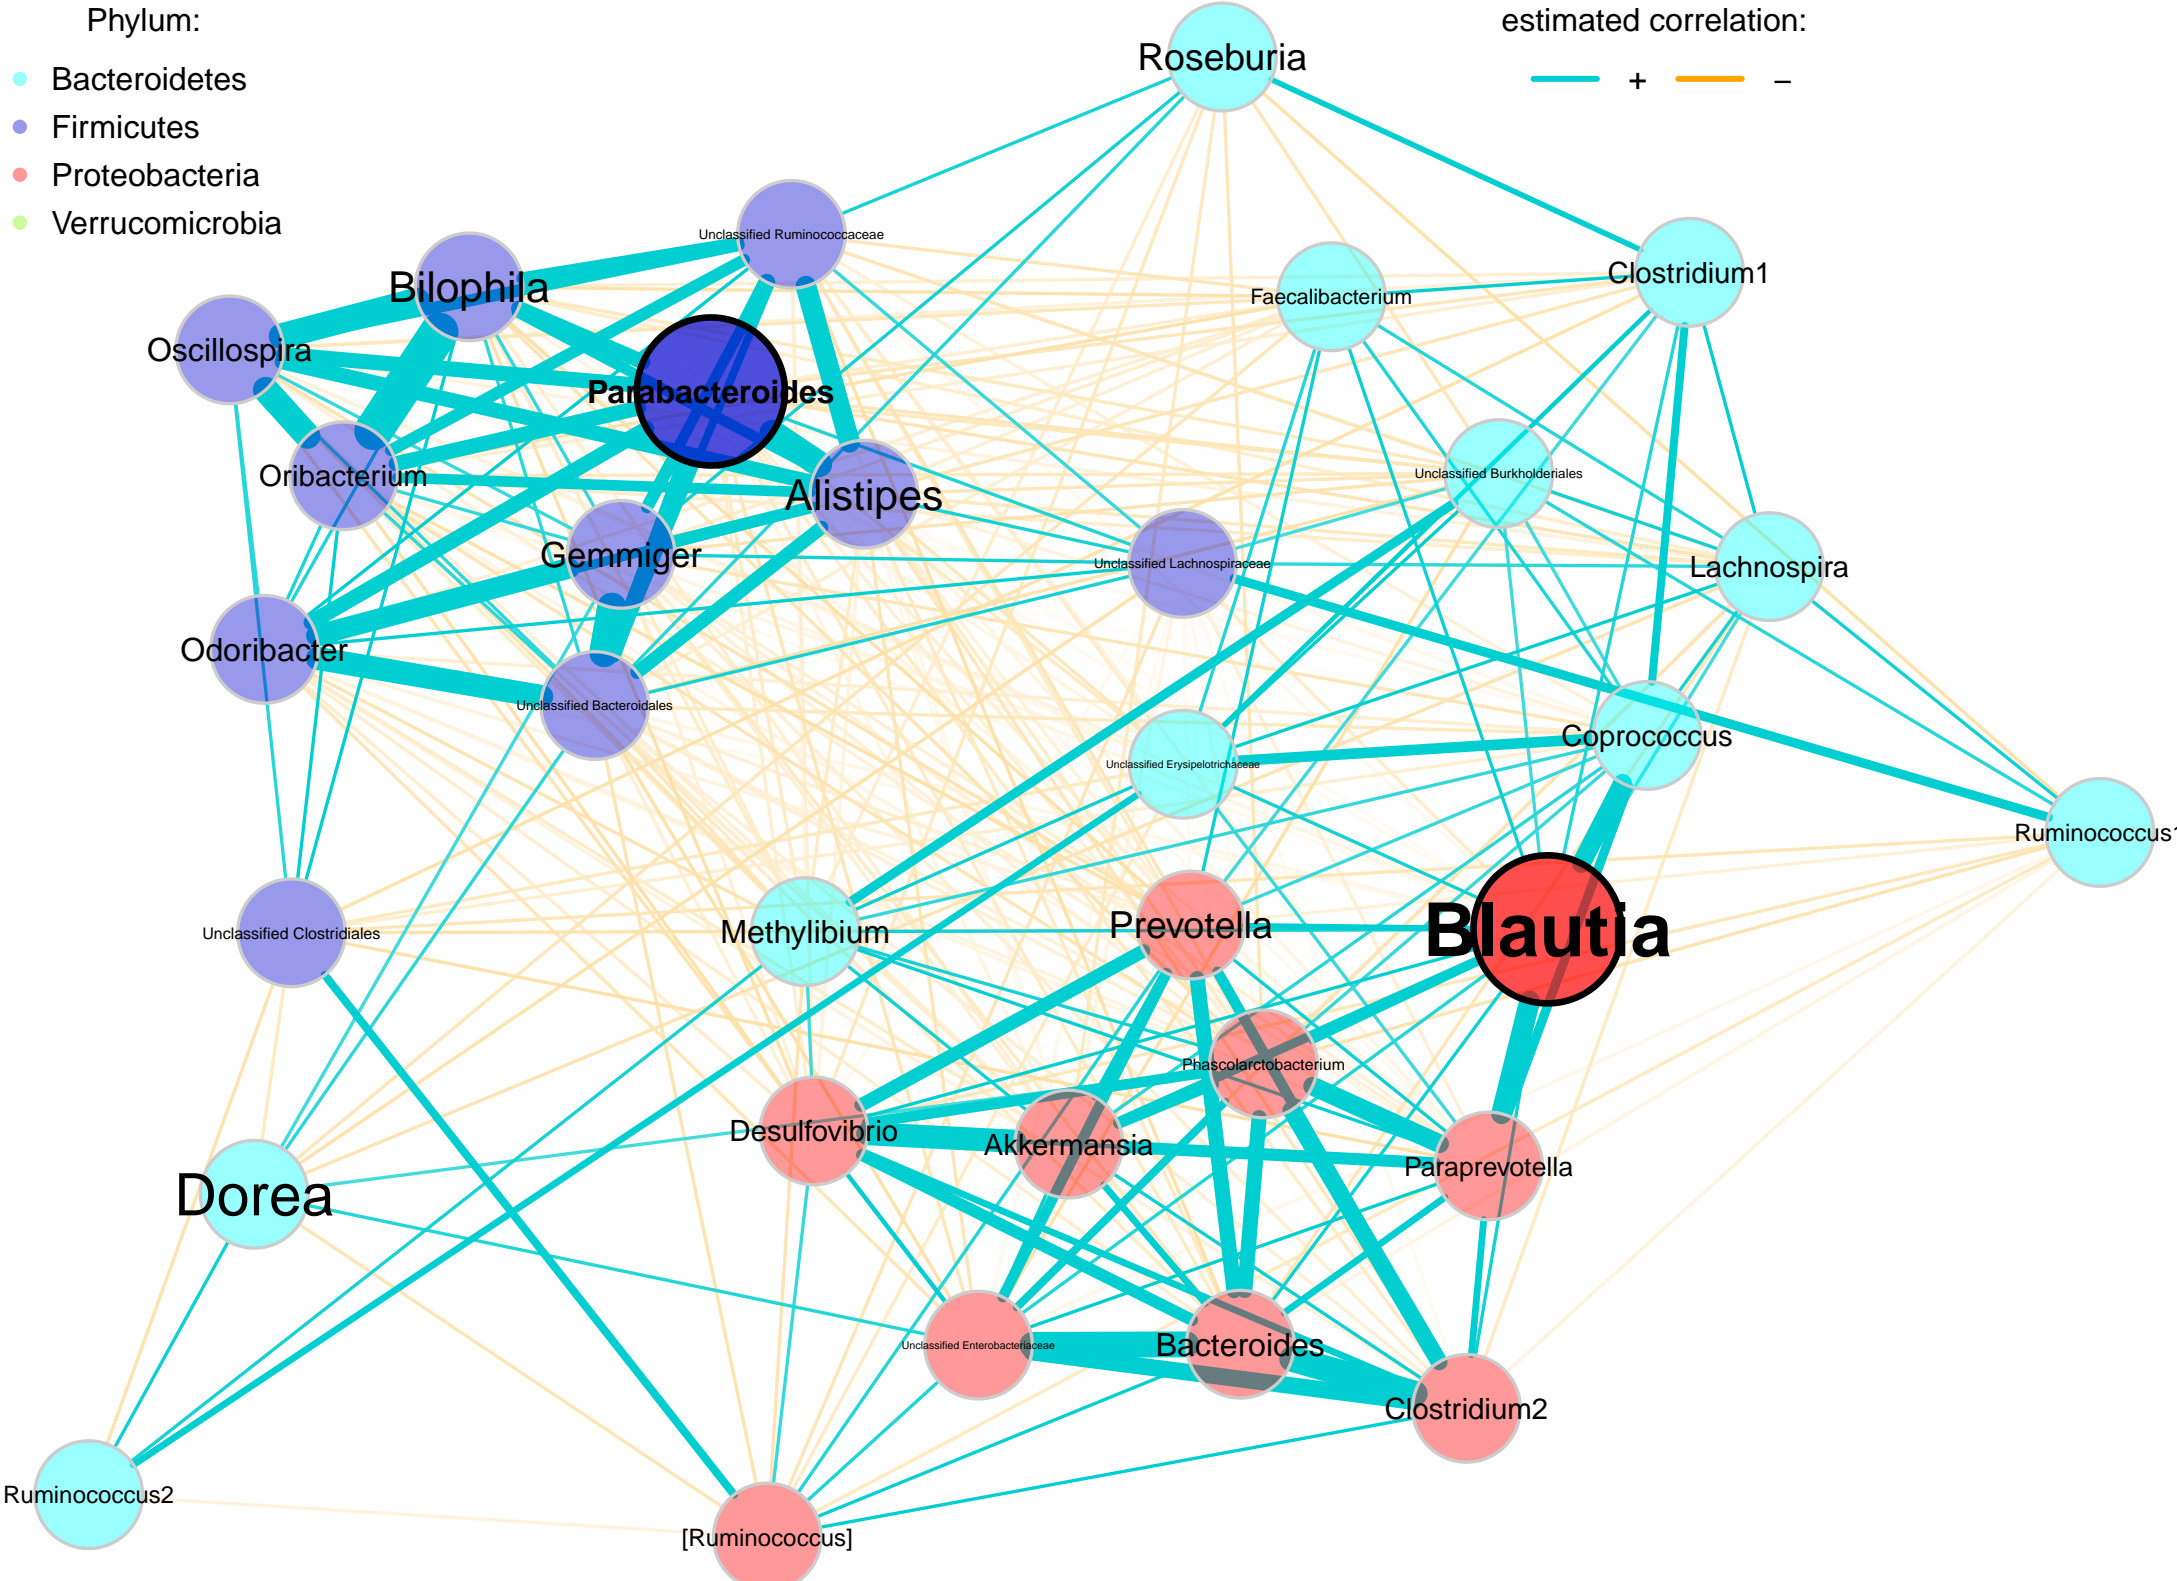 Phylum:
Bacteroidetes
Firmicutes
Proteobacteria
Verrucomicrobia
estimated correlation:
+ −
Roseburia
Unclassified Ruminococcaceae
Clostridium1
Bilophila
Faecalibacterium
Oscillospira
Parabacteroides
Oribacterium
Unclassified Burkholderiales
Alistipes
Gemmiger
Unclassified Lachnospiraceae
Lachnospira
Odoribacter
Unclassified Bacteroidales
Coprococcus
Unclassified Erysipelotrichaceae
Ruminococcus1
Unclassified Clostridiales
Methylibium
Prevotella
Blautia
Phascolarctobacterium
Desulfovibrio
Akkermansia
Paraprevotella
Dorea
Unclassified Enterobacteriaceae
Bacteroides
Clostridium2
Ruminococcus2
[Ruminococcus]